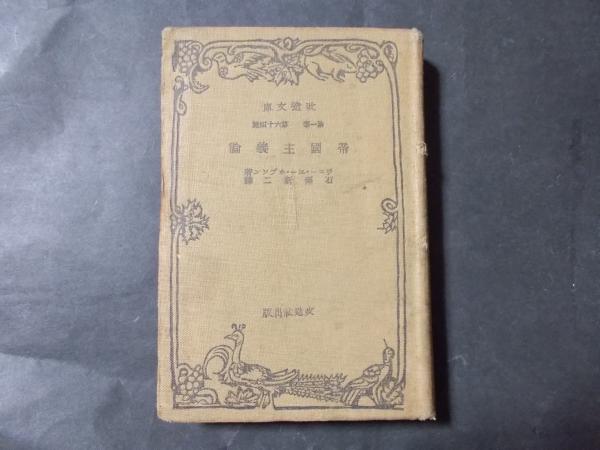 改造文庫
第一部 第六十四篇
帝國主義論
ジエー・エー・ホブソン著
石澤新二譯
改造社出版